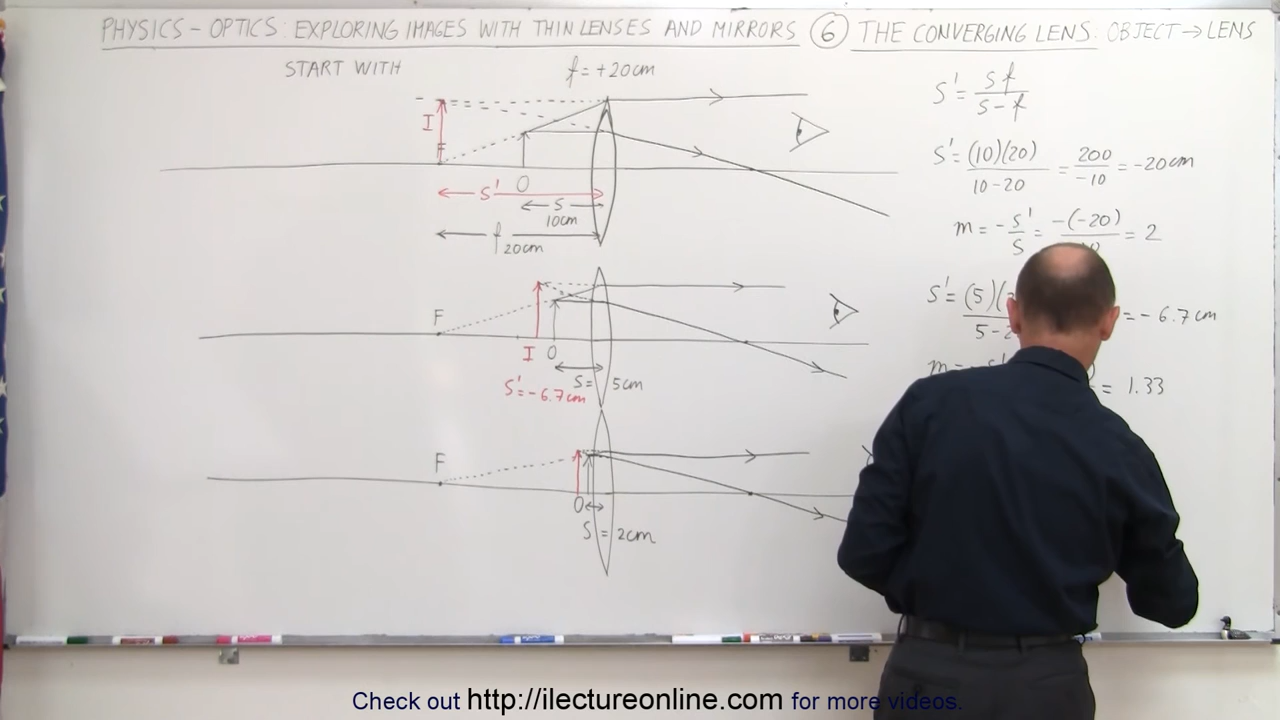 PHYSICS - OPTICS: EXPLORING IMAGES WITH THIN LENSES AND MIRRORS 6 THE CONVERGING LENS: OBJECT → LENS
START WITH
f = +20cm
I
F
S'
O
S
10cm
f
20cm
F
I
O
S = 5cm
S' = -6.7cm
F
O
S = 2cm
S' = Sf / S - f
S' = (10)(20) / 10 - 20 = 200 / -10 = -20cm
m = - S' / S = -(-20) / = 2
S' = (5)( / 5 - = -6.7cm
m = = 1.33
Check out http://ilectureonline.com for more videos.